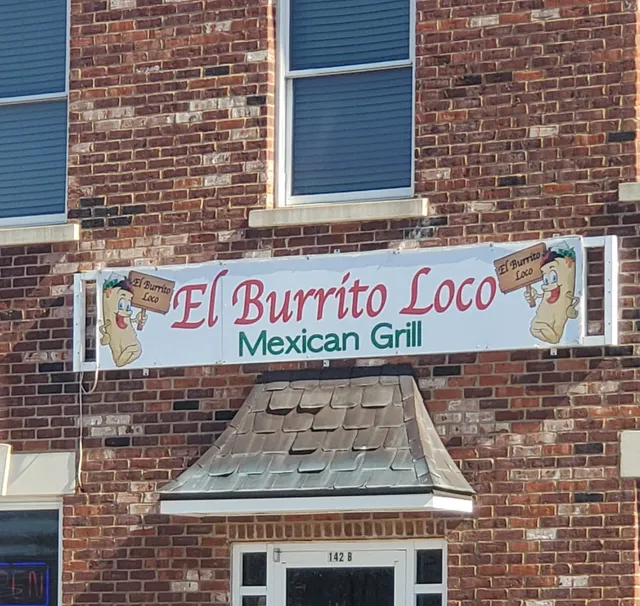 El Burrito Loco
Mexican Grill
El Burrito
Loco
El Burrito
Loco
142 B